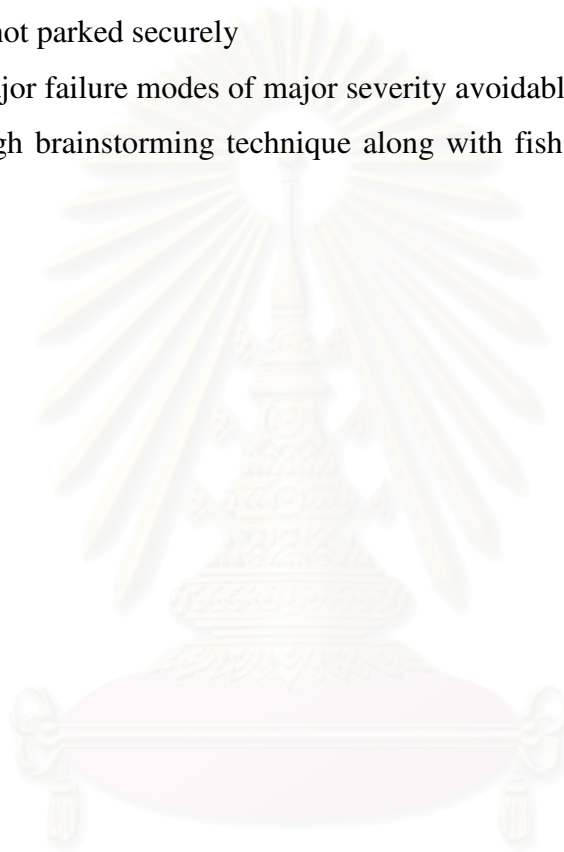 not parked securely
jor failure modes of major severity avoidabl
gh brainstorming technique along with fish